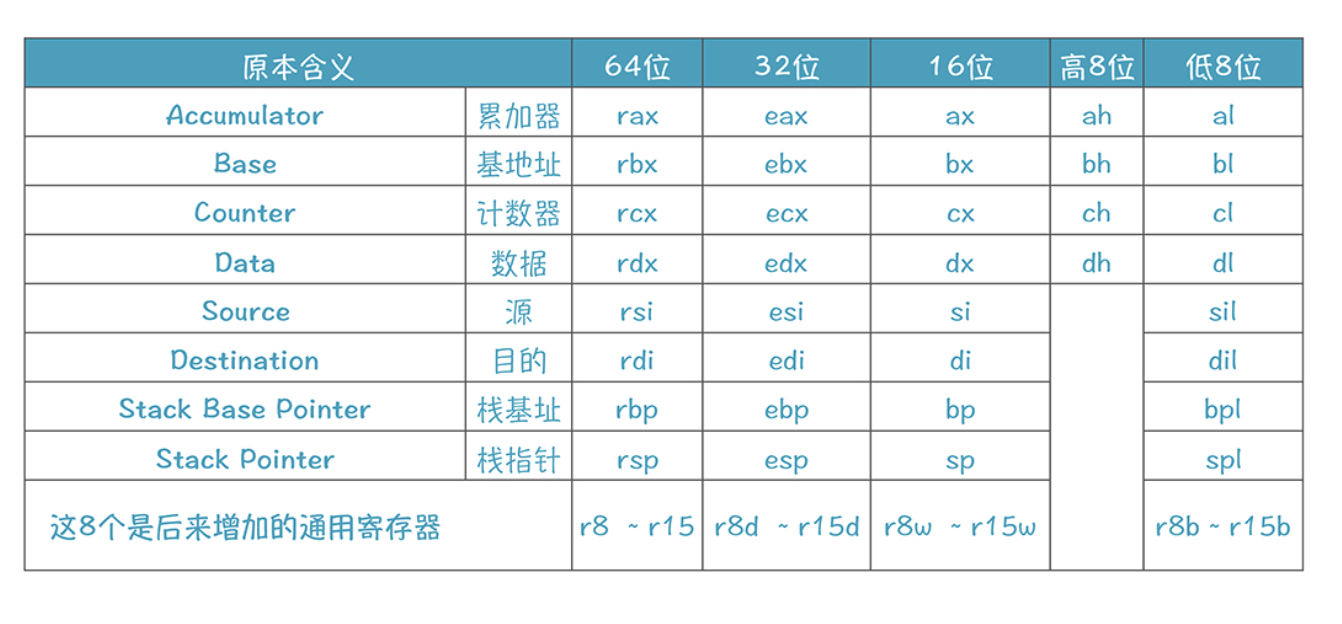 原本含义 64位 32位 16位 高8位 低8位
Accumulator 累加器 rax eax ax ah al
Base 基地址 rbx ebx bx bh bl
Counter 计数器 rcx ecx cx ch cl
Data 数据 rdx edx dx dh dl
Source 源 rsi esi si sil
Destination 目的 rdi edi di dil
Stack Base Pointer 栈基址 rbp ebp bp bpl
Stack Pointer 栈指针 rsp esp sp spl
这8个是后来增加的通用寄存器 r8 ~ r15 r8d ~ r15d r8w ~ r15w r8b ~ r15b